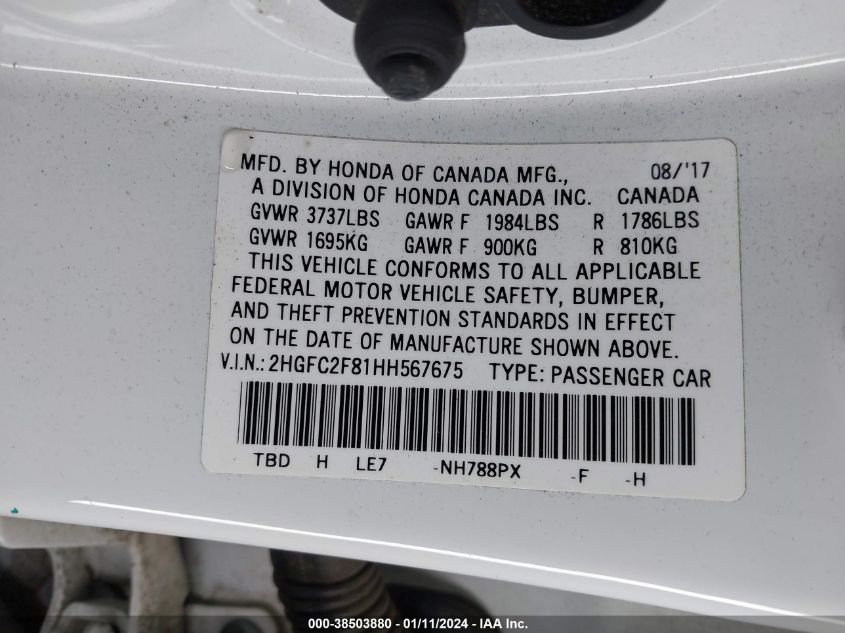 MFD. BY HONDA OF CANADA MFG., 08/'17
A DIVISION OF HONDA CANADA INC. CANADA
GVWR 3737LBS GAWR F 1984LBS R 1786LBS
GVWR 1695KG GAWR F 900KG R 810KG
THIS VEHICLE CONFORMS TO ALL APPLICABLE
FEDERAL MOTOR VEHICLE SAFETY, BUMPER,
AND THEFT PREVENTION STANDARDS IN EFFECT
ON THE DATE OF MANUFACTURE SHOWN ABOVE.
V.I.N.: 2HGFC2F81HH567675 TYPE: PASSENGER CAR
TBD H LE7 -NH788PX -F -H
000-38503880 - 01/11/2024 - IAA Inc.